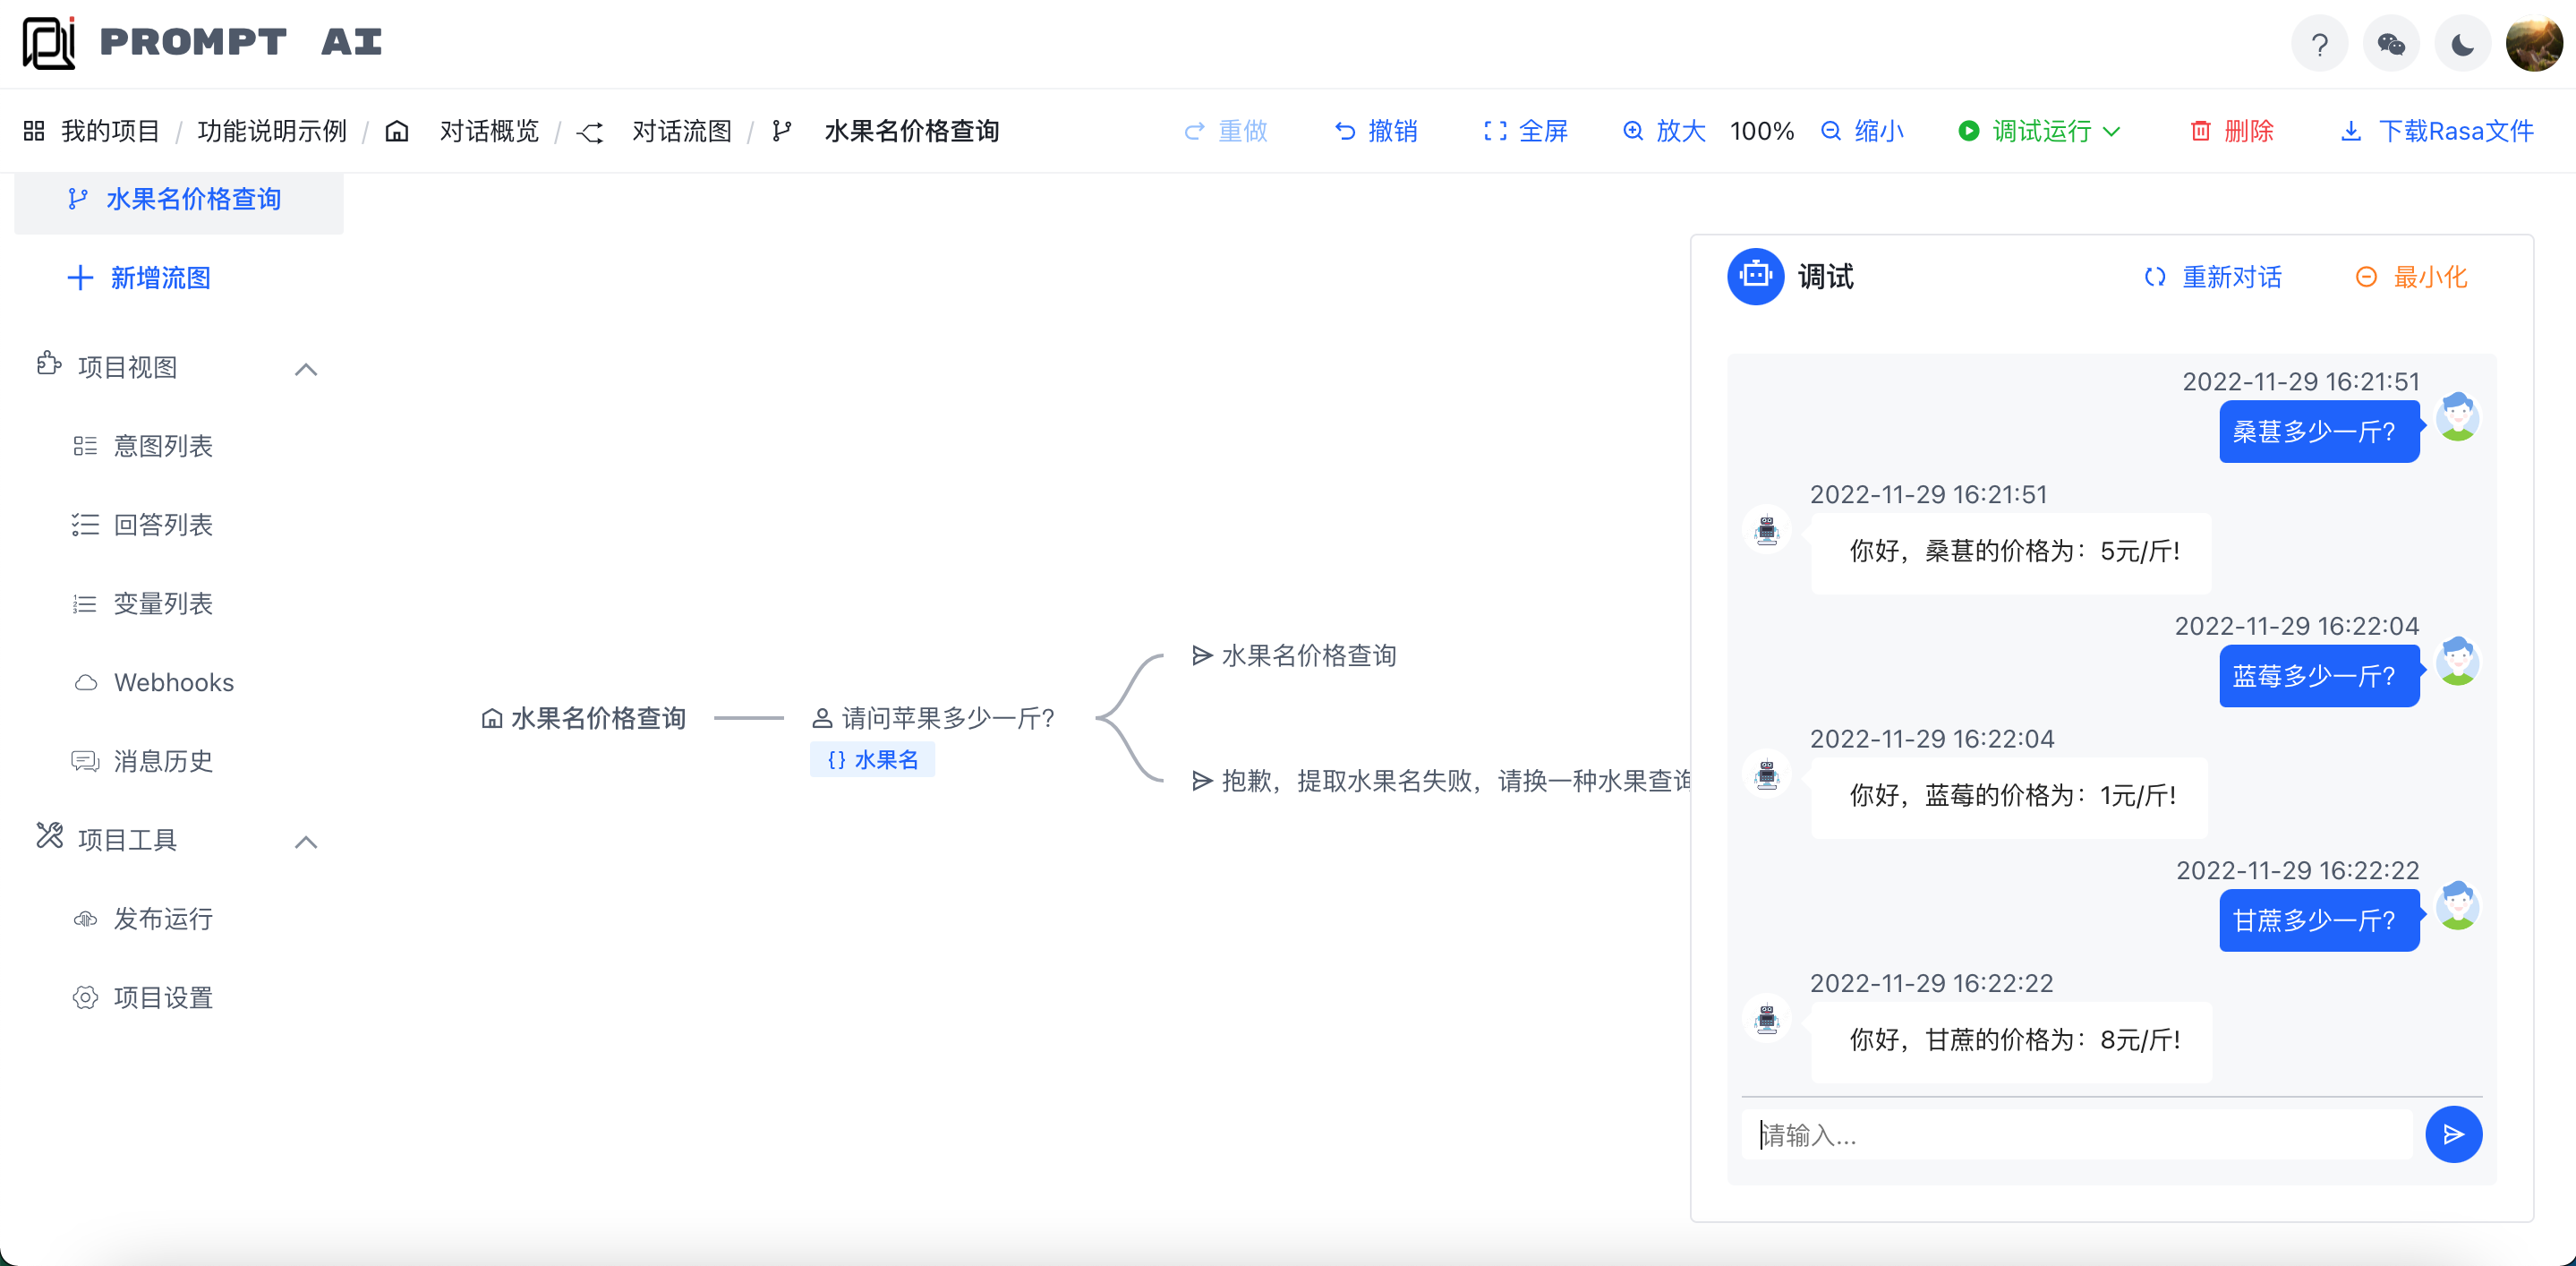 PROMPT AI
我的项目 / 功能说明示例 / 对话概览 / 对话流图 / 水果名价格查询
重做 撤销 全屏 放大 100% 缩小 调试运行 删除 下载Rasa文件
水果名价格查询
新增流图
项目视图
意图列表
回答列表
变量列表
Webhooks
消息历史
项目工具
发布运行
项目设置
水果名价格查询
请问苹果多少一斤?
{} 水果名
水果名价格查询
抱歉，提取水果名失败，请换一种水果查询
调试 重新对话 最小化
2022-11-29 16:21:51
桑葚多少一斤?
2022-11-29 16:21:51
你好，桑葚的价格为：5元/斤!
2022-11-29 16:22:04
蓝莓多少一斤?
2022-11-29 16:22:04
你好，蓝莓的价格为：1元/斤!
2022-11-29 16:22:22
甘蔗多少一斤?
2022-11-29 16:22:22
你好，甘蔗的价格为：8元/斤!
请输入...